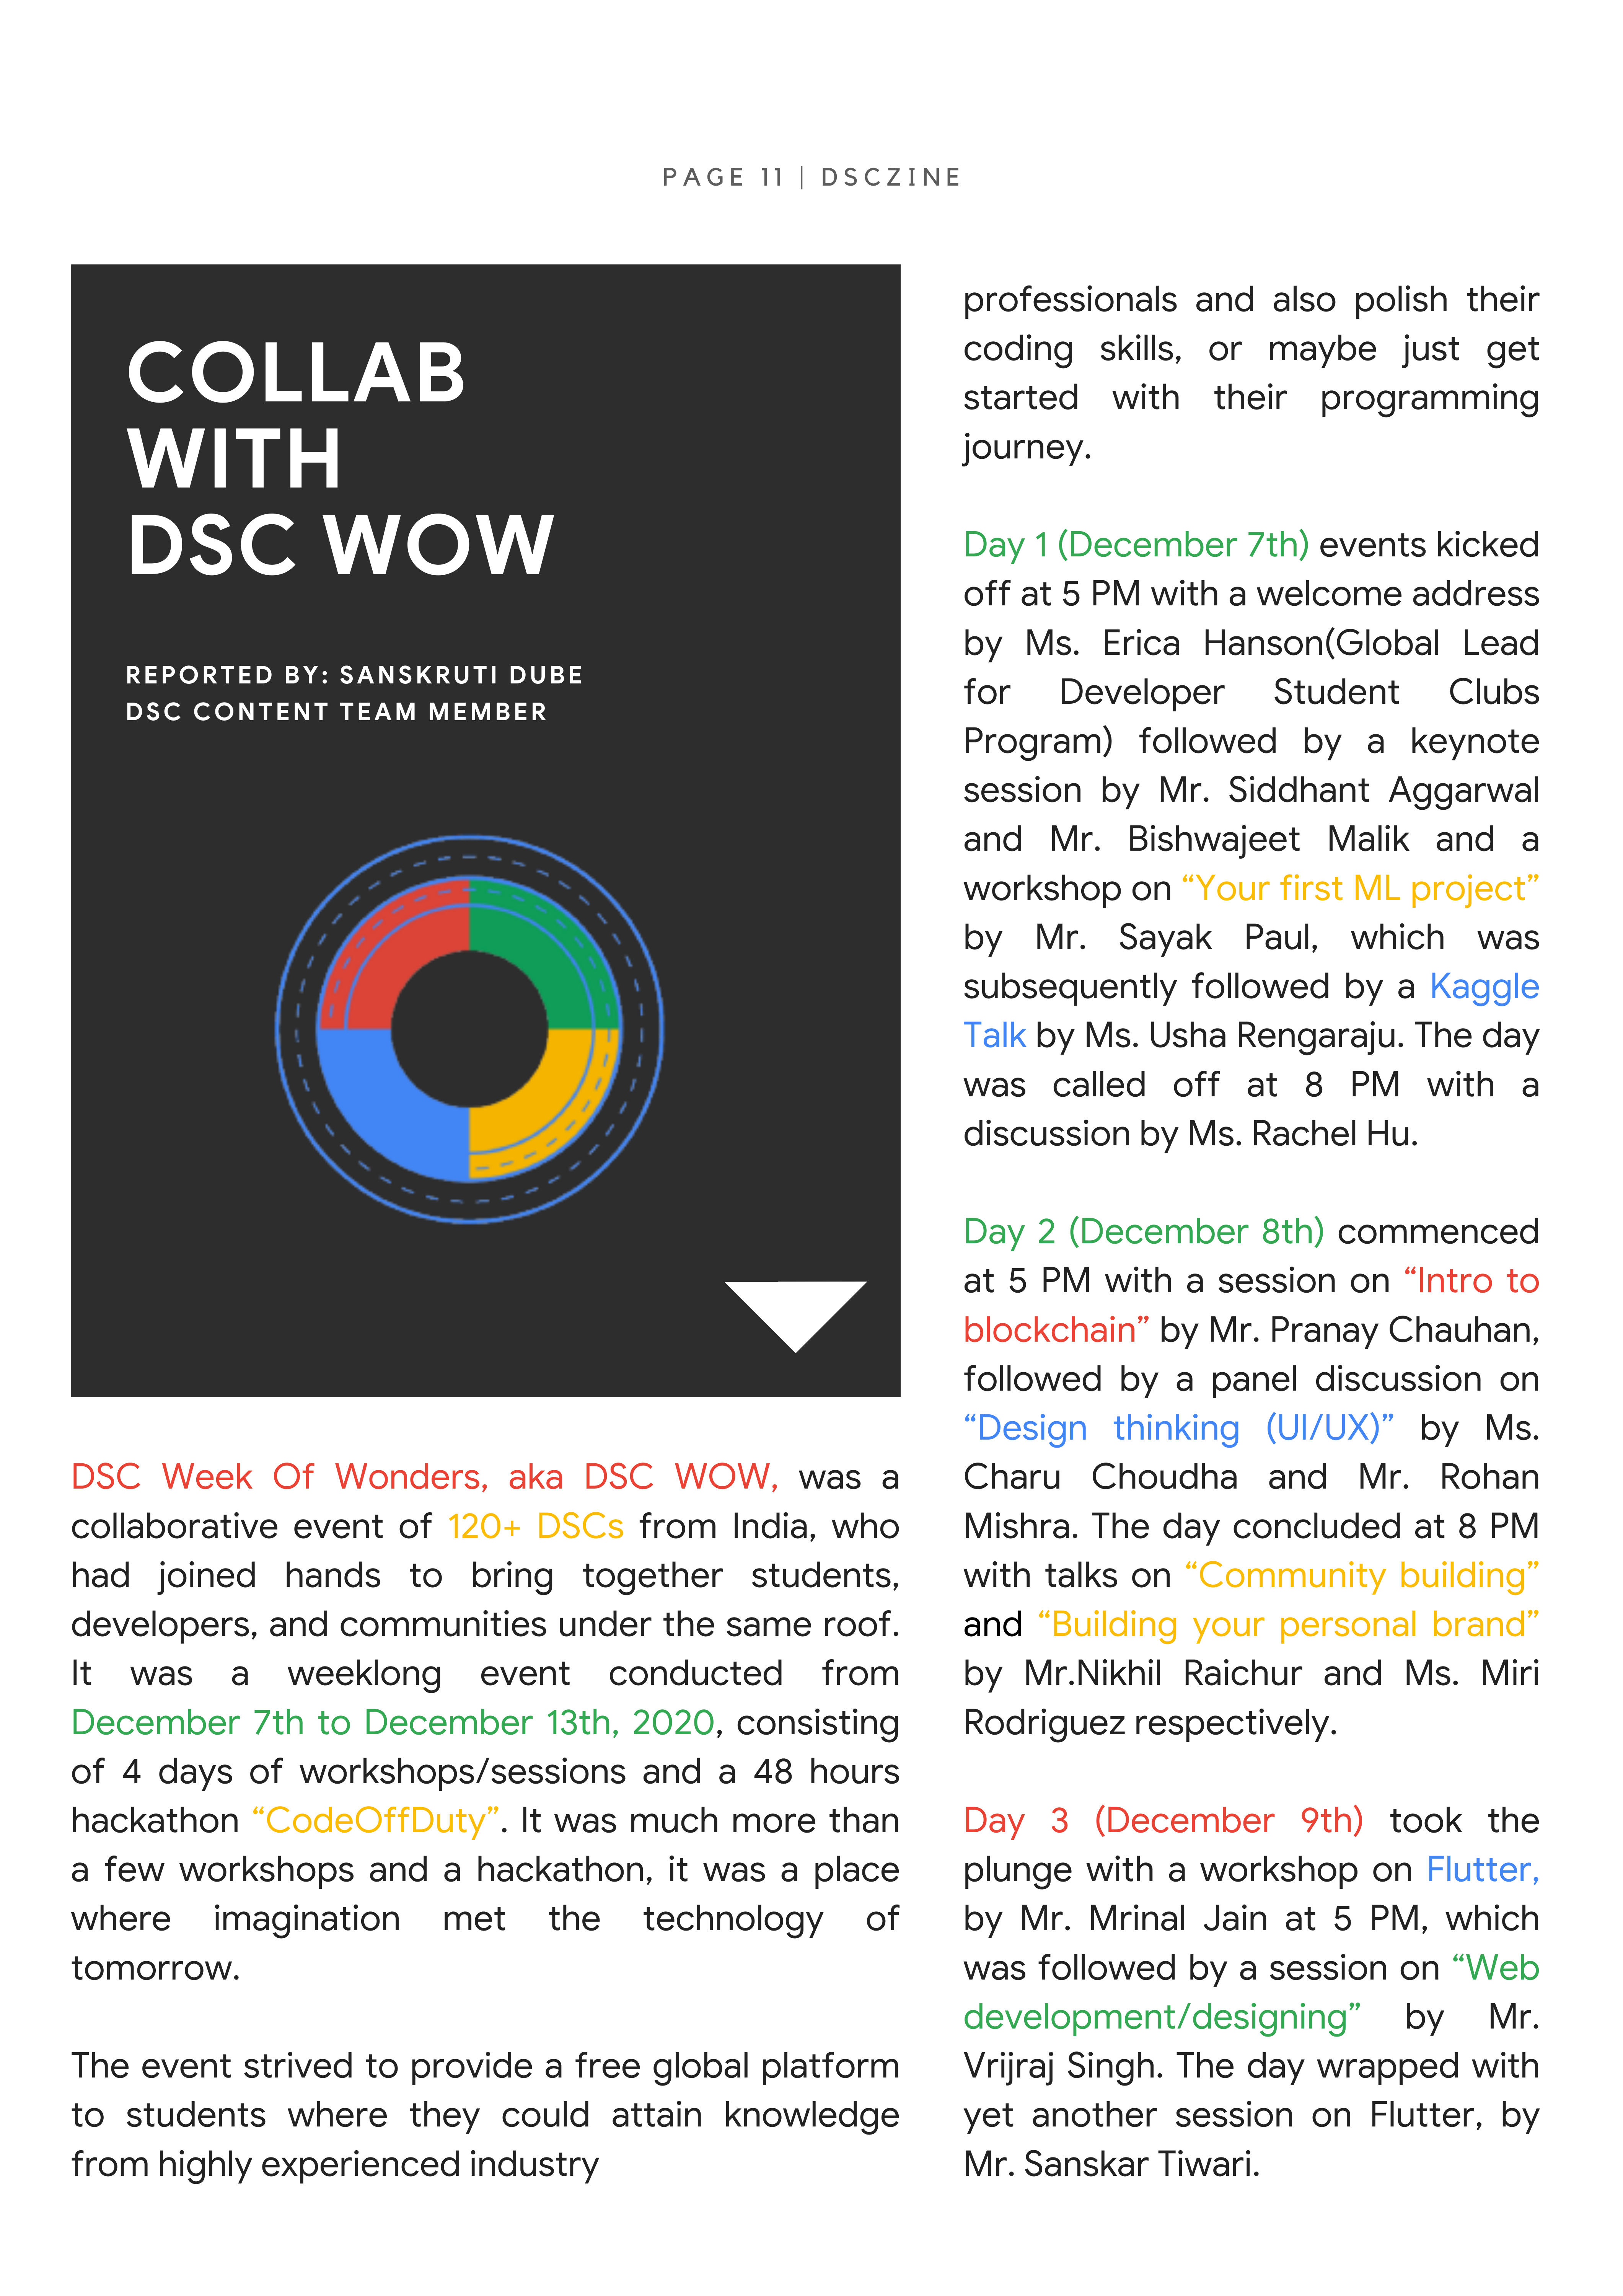 PAGE 11 | DSCZINE
COLLAB
WITH
DSC WOW
REPORTED BY: SANSKRUTI DUBE
DSC CONTENT TEAM MEMBER
DSC Week Of Wonders, aka DSC WOW, was a
collaborative event of 120+ DSCs from India, who
had joined hands to bring together students,
developers, and communities under the same roof.
It was a weeklong event conducted from
December 7th to December 13th, 2020, consisting
of 4 days of workshops/sessions and a 48 hours
hackathon “CodeOffDuty”. It was much more than
a few workshops and a hackathon, it was a place
where imagination met the technology of
tomorrow.
The event strived to provide a free global platform
to students where they could attain knowledge
from highly experienced industry
professionals and also polish their
coding skills, or maybe just get
started with their programming
journey.
Day 1 (December 7th) events kicked
off at 5 PM with a welcome address
by Ms. Erica Hanson(Global Lead
for Developer Student Clubs
Program) followed by a keynote
session by Mr. Siddhant Aggarwal
and Mr. Bishwajeet Malik and a
workshop on “Your first ML project”
by Mr. Sayak Paul, which was
subsequently followed by a Kaggle
Talk by Ms. Usha Rengaraju. The day
was called off at 8 PM with a
discussion by Ms. Rachel Hu.
Day 2 (December 8th) commenced
at 5 PM with a session on “Intro to
blockchain” by Mr. Pranay Chauhan,
followed by a panel discussion on
“Design thinking (UI/UX)” by Ms.
Charu Choudha and Mr. Rohan
Mishra. The day concluded at 8 PM
with talks on “Community building”
and “Building your personal brand”
by Mr.Nikhil Raichur and Ms. Miri
Rodriguez respectively.
Day 3 (December 9th) took the
plunge with a workshop on Flutter,
by Mr. Mrinal Jain at 5 PM, which
was followed by a session on “Web
development/designing” by Mr.
Vrijraj Singh. The day wrapped with
yet another session on Flutter, by
Mr. Sanskar Tiwari.